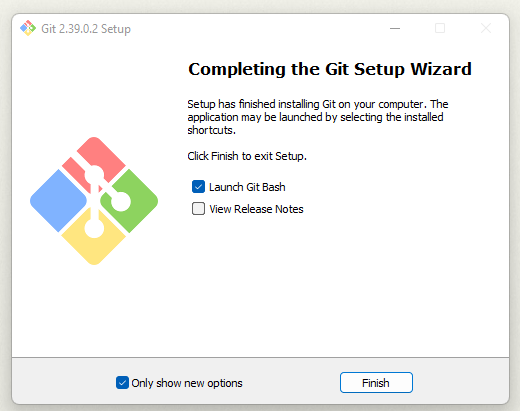 Git 2.39.0.2 Setup
Completing the Git Setup Wizard
Setup has finished installing Git on your computer. The
application may be launched by selecting the installed
shortcuts.
Click Finish to exit Setup.
Launch Git Bash
View Release Notes
Only show new options
Finish